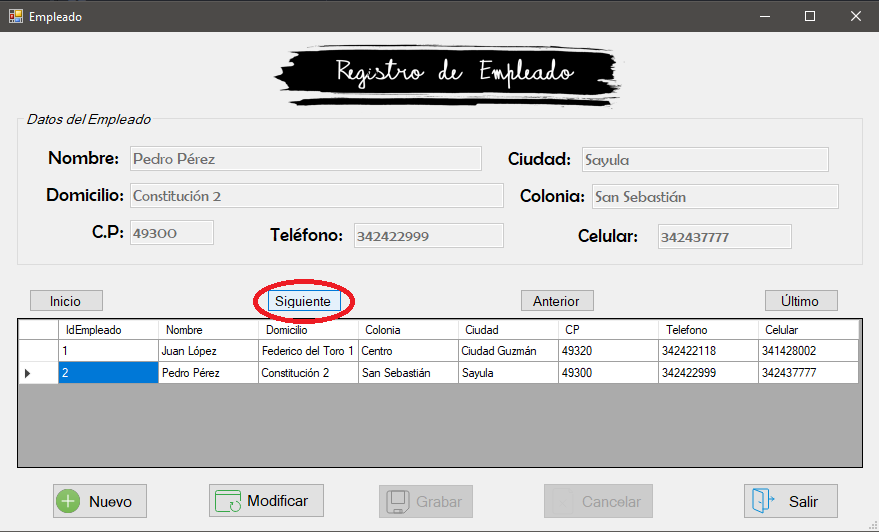 Empleado
Registro de Empleado
Datos del Empleado
Nombre: Pedro Pérez Ciudad: Sayula
Domicilio: Constitución 2 Colonia: San Sebastián
C.P: 49300 Teléfono: 342422999 Celular: 342437777
Inicio Siguiente Anterior Último
IdEmpleado Nombre Domicilio Colonia Ciudad CP Telefono Celular
1 Juan López Federico del Toro 1 Centro Ciudad Guzmán 49320 342422118 341428002
2 Pedro Pérez Constitución 2 San Sebastián Sayula 49300 342422999 342437777
Nuevo Modificar Grabar Cancelar Salir